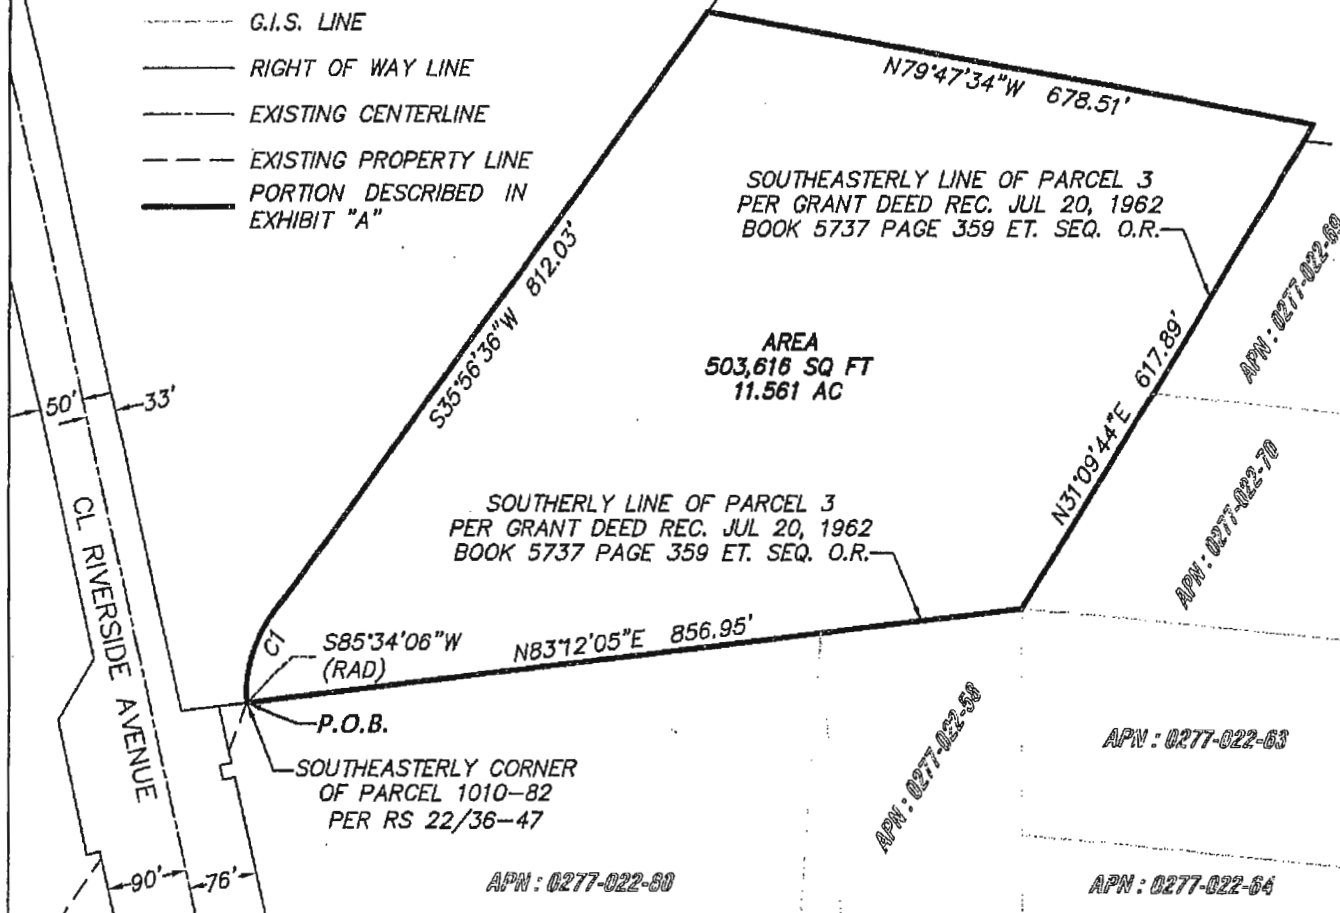 G.I.S. LINE
RIGHT OF WAY LINE
EXISTING CENTERLINE
EXISTING PROPERTY LINE
PORTION DESCRIBED IN
EXHIBIT "A"
N79°47'34"W 678.51'
SOUTHEASTERLY LINE OF PARCEL 3
PER GRANT DEED REC. JUL 20, 1962
BOOK 5737 PAGE 359 ET. SEQ. O.R.
S35°56'36"W 812.03'
AREA
503,616 SQ FT
11.561 AC
N31°09'44"E 617.89'
APN: 0277-022-69
50'
33'
APN: 0277-022-70
SOUTHERLY LINE OF PARCEL 3
PER GRANT DEED REC. JUL 20, 1962
BOOK 5737 PAGE 359 ET. SEQ. O.R.
CL RIVERSIDE AVENUE
C1
S85°34'06"W
(RAD)
N83°12'05"E 856.95'
P.O.B.
SOUTHEASTERLY CORNER
OF PARCEL 1010-82
PER RS 22/36-47
APN: 0277-022-58
APN: 0277-022-63
90'
76'
APN: 0277-022-80
APN: 0277-022-64